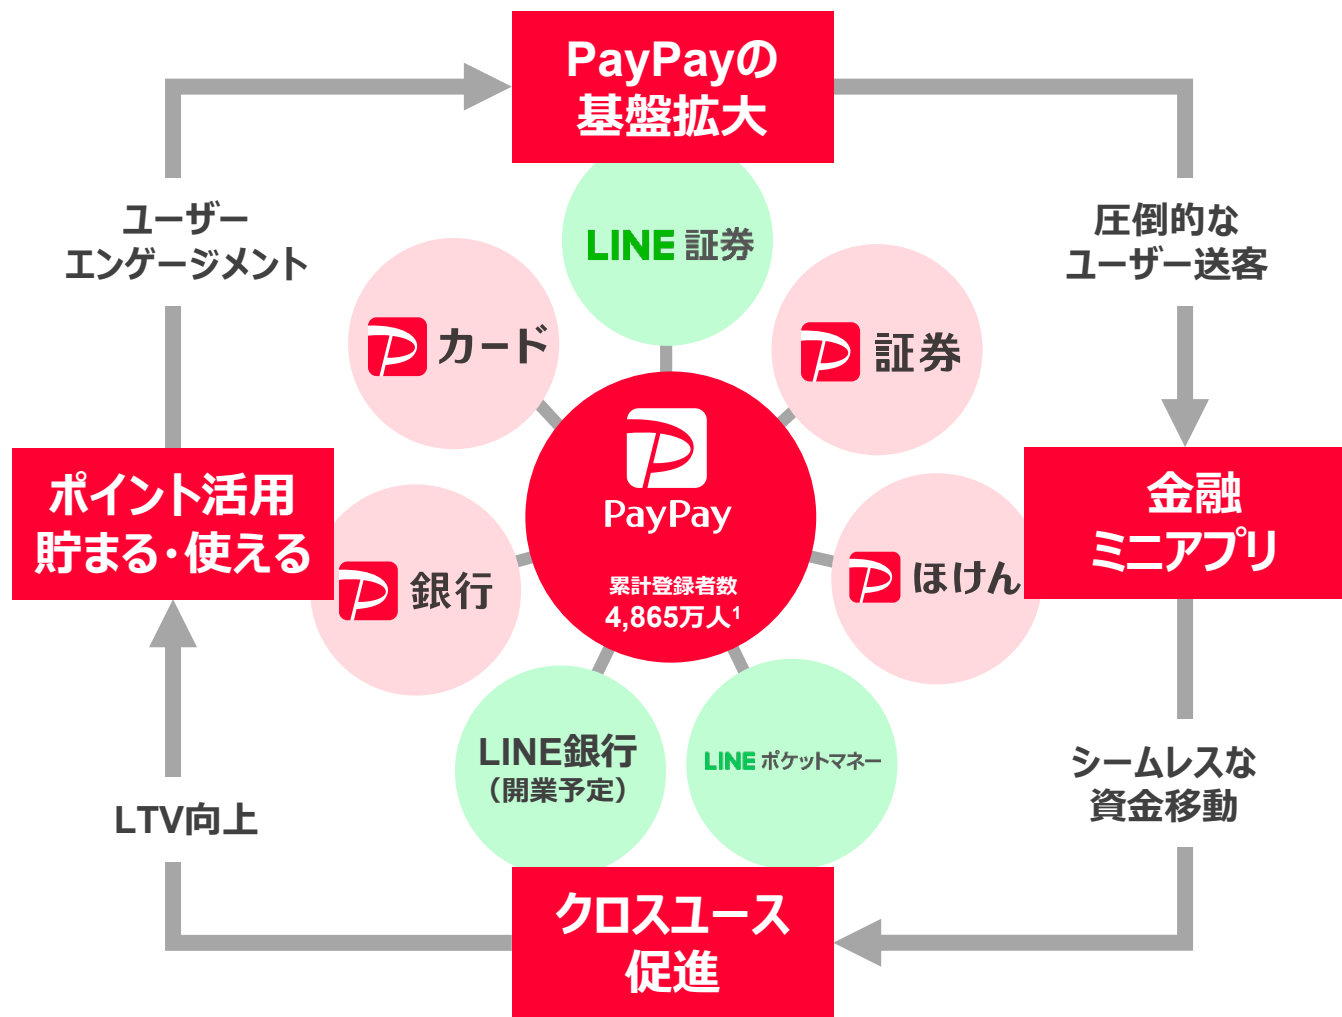 PayPayの
基盤拡大
ユーザー
エンゲージメント
圧倒的な
ユーザー送客
LINE 証券
カード
証券
ポイント活用
貯まる・使える
PayPay
累計登録者数
4,865万人1
金融
ミニアプリ
銀行
ほけん
LINE銀行
（開業予定）
LINE ポケットマネー
LTV向上
シームレスな
資金移動
クロスユース
促進